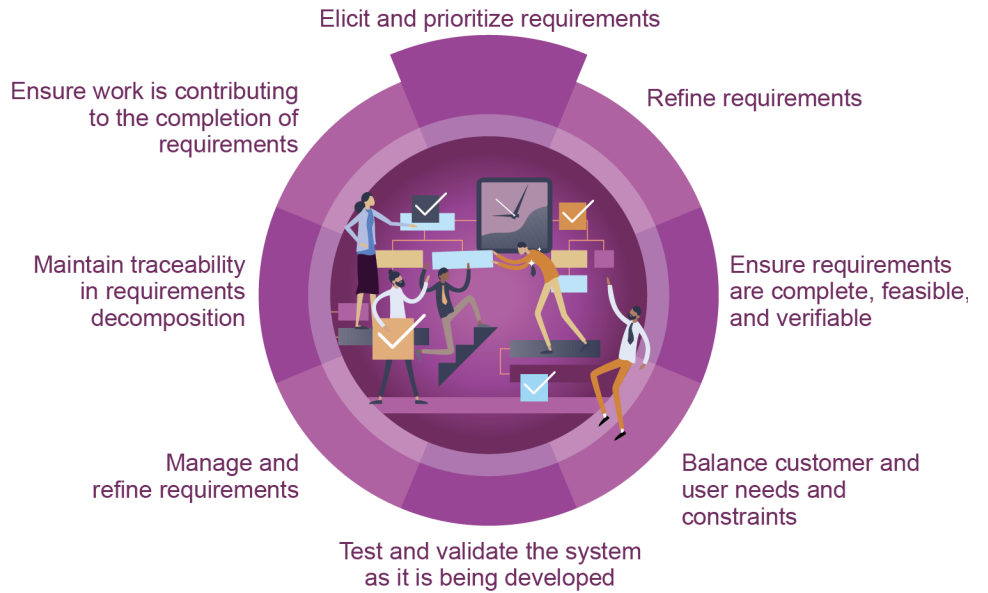 Elicit and prioritize requirements
Refine requirements
Ensure requirements
are complete, feasible,
and verifiable
Balance customer and
user needs and
constraints
Test and validate the system
as it is being developed
Manage and
refine requirements
Maintain traceability
in requirements
decomposition
Ensure work is contributing
to the completion of
requirements